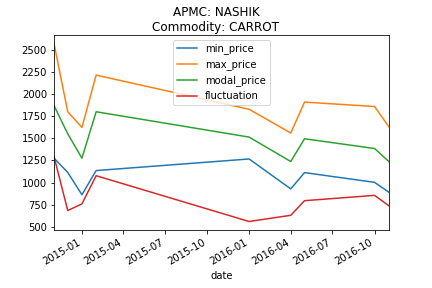 APMC: NASHIK
Commodity: CARROT
min_price
max_price
modal_price
fluctuation
2500
2250
2000
1750
1500
1250
1000
750
500
2015-01
2015-04
2015-07
2015-10
2016-01
2016-04
2016-07
2016-10
date